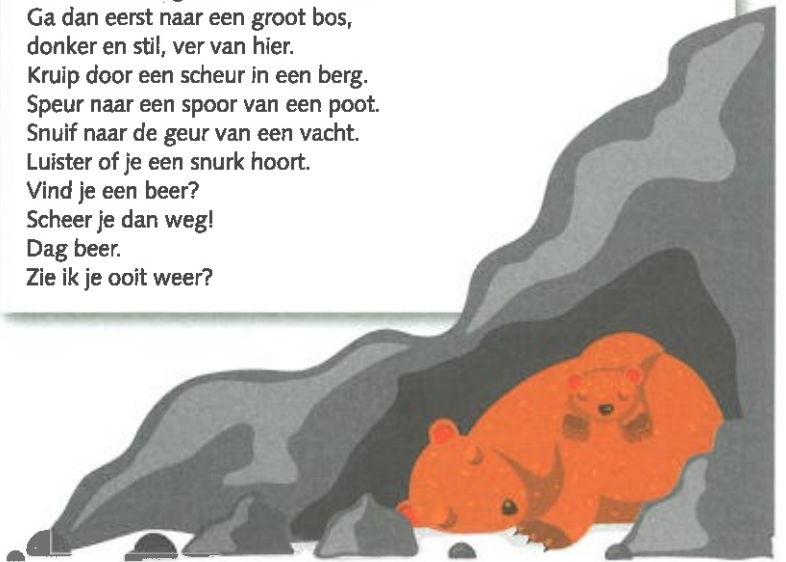 Ga dan eerst naar een groot bos,
donker en stil, ver van hier.
Kruip door een scheur in een berg.
Speur naar een spoor van een poot.
Snuif naar de geur van een vacht.
Luister of je een snurk hoort.
Vind je een beer?
Scheer je dan weg!
Dag beer.
Zie ik je ooit weer?